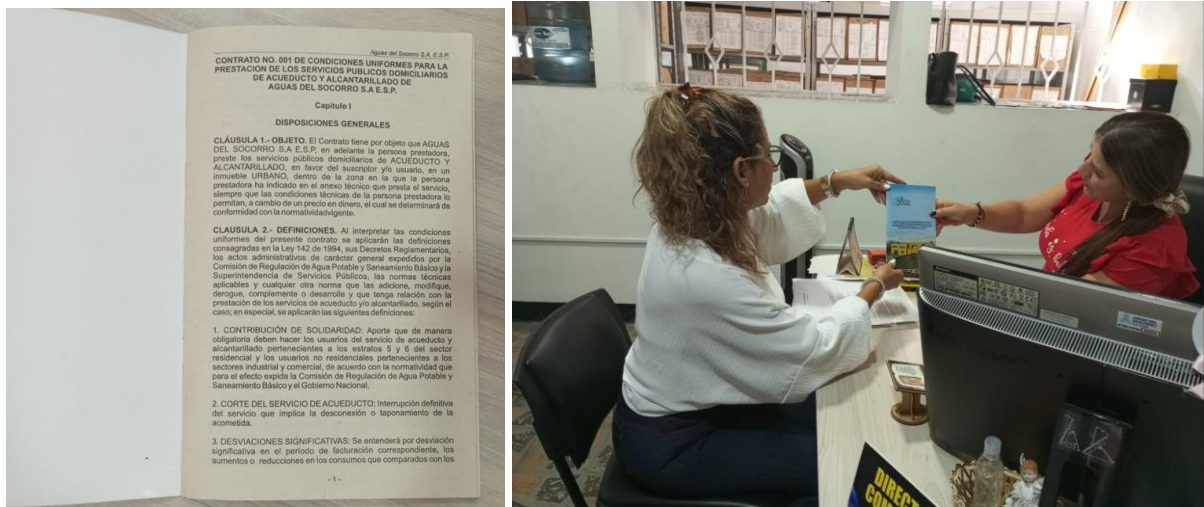 Aguas del Socorro S.A. E.S.P.
CONTRATO NO. 001 DE CONDICIONES UNIFORMES PARA LA
PRESTACION DE LOS SERVICIOS PUBLICOS DOMICILIARIOS
DE ACUEDUCTO Y ALCANTARILLADO DE
AGUAS DEL SOCORRO S.A E.S.P.
Capítulo I
DISPOSICIONES GENERALES
CLÁUSULA 1.- OBJETO. El Contrato tiene por objeto que AGUAS
DEL SOCORRO S.A E.S.P, en adelante la persona prestadora,
preste los servicios públicos domiciliarios de ACUEDUCTO Y
ALCANTARILLADO, en favor del suscriptor y/o usuario, en un
inmueble URBANO, dentro de la zona en la que la persona
prestadora ha indicado en el anexo técnico que presta el servicio,
siempre que las condiciones técnicas de la persona prestadora lo
permitan, a cambio de un precio en dinero, el cual se determinará de
conformidad con la normatividadvigente.
CLAUSULA 2.- DEFINICIONES. Al interpretar las condiciones
uniformes del presente contrato se aplicarán las definiciones
consagradas en la Ley 142 de 1994, sus Decretos Reglamentarios,
los actos administrativos de carácter general expedidos por la
Comisión de Regulación de Agua Potable y Saneamiento Básico y la
Superintendencia de Servicios Públicos, las normas técnicas
aplicables y cualquier otra norma que las adicione, modifique,
derogue, complemente o desarrolle y que tenga relación con la
prestación de los servicios de acueducto y/o alcantarillado, según el
caso; en especial, se aplicarán las siguientes definiciones:
1. CONTRIBUCIÓN DE SOLIDARIDAD: Aporte que de manera
obligatoria deben hacer los usuarios del servicio de acueducto y
alcantarillado pertenecientes a los estratos 5 y 6 del sector
residencial y los usuarios no residenciales pertenecientes a los
sectores industrial y comercial, de acuerdo con la normatividad que
para el efecto expida la Comisión de Regulación de Agua Potable y
Saneamiento Básico y el Gobierno Nacional.
2. CORTE DEL SERVICIO DE ACUEDUCTO: Interrupción definitiva
del servicio que implica la desconexión o taponamiento de la
acometida.
3. DESVIACIONES SIGNIFICATIVAS: Se entenderá por desviación
significativa en el período de facturación correspondiente, los
aumentos o reducciones en los consumos que comparados con los
- 1 -